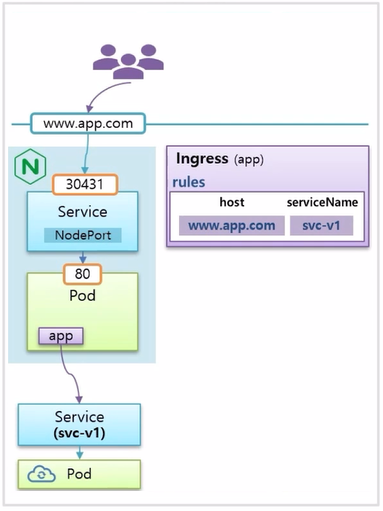 www.app.com
N
30431
Service
NodePort
80
Pod
app
Service
(svc-v1)
Pod
Ingress (app)
rules
host serviceName
www.app.com svc-v1